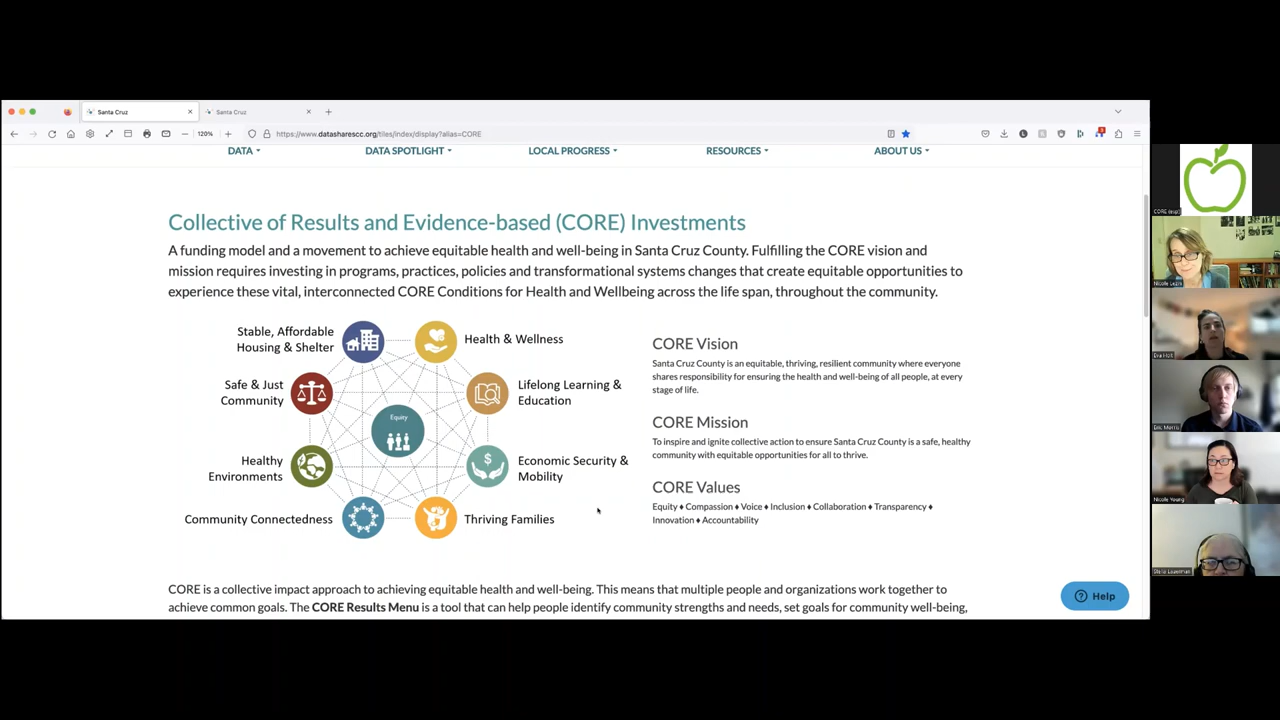 Santa Cruz
Santa Cruz
120%
https://www.datasharescc.org/tiles/index/display?alias=CORE
DATA
DATA SPOTLIGHT
LOCAL PROGRESS
RESOURCES
ABOUT US
Collective of Results and Evidence-based (CORE) Investments
A funding model and a movement to achieve equitable health and well-being in Santa Cruz County. Fulfilling the CORE vision and
mission requires investing in programs, practices, policies and transformational systems changes that create equitable opportunities to
experience these vital, interconnected CORE Conditions for Health and Wellbeing across the life span, throughout the community.
Stable, Affordable
Housing & Shelter
Health & Wellness
Safe & Just
Community
Lifelong Learning &
Education
Equity
Healthy
Environments
Economic Security &
Mobility
Community Connectedness
Thriving Families
CORE Vision
Santa Cruz County is an equitable, thriving, resilient community where everyone
shares responsibility for ensuring the health and well-being of all people, at every
stage of life.
CORE Mission
To inspire and ignite collective action to ensure Santa Cruz County is a safe, healthy
community with equitable opportunities for all to thrive.
CORE Values
Equity ♦ Compassion ♦ Voice ♦ Inclusion ♦ Collaboration ♦ Transparency ♦
Innovation ♦ Accountability
CORE is a collective impact approach to achieving equitable health and well-being. This means that multiple people and organizations work together to
achieve common goals. The CORE Results Menu is a tool that can help people identify community strengths and needs, set goals for community well-being,
Help
Nicole Young